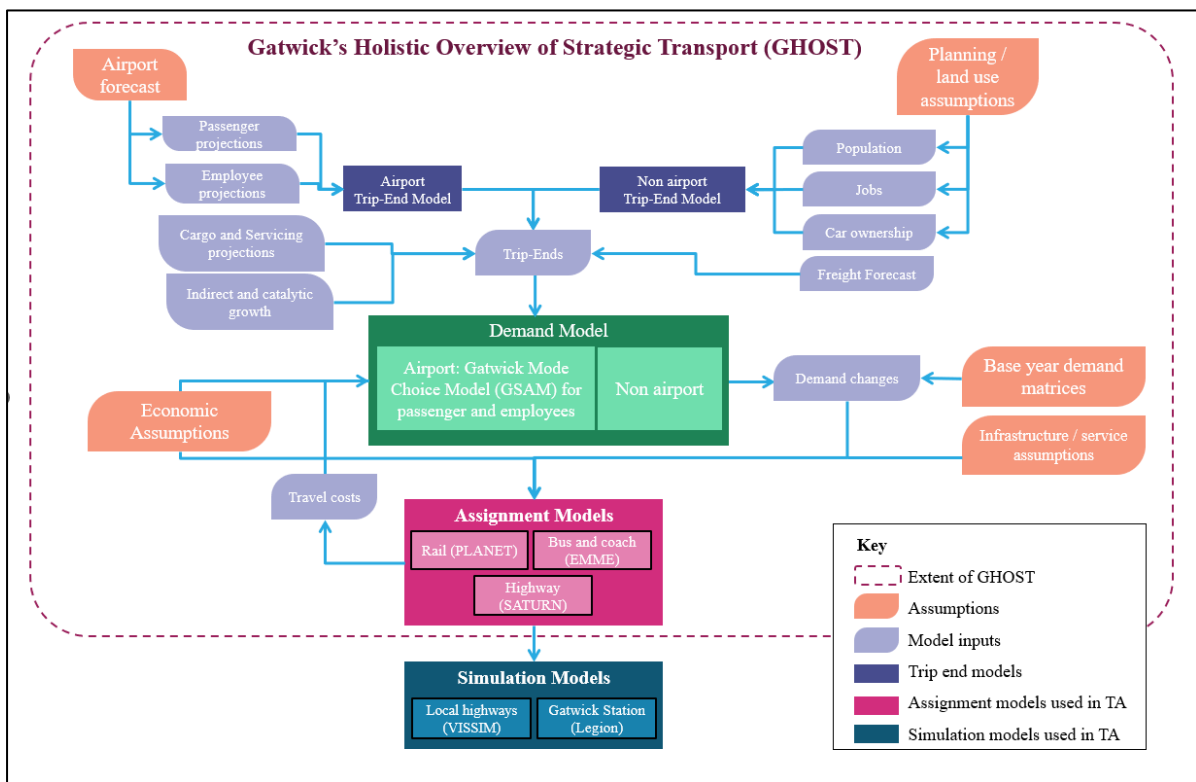 Gatwick's Holistic Overview of Strategic Transport (GHOST)
Airport
forecast
Planning /
land use
assumptions
Passenger
projections
Employee
projections
Airport
Trip-End Model
Non airport
Trip-End Model
Population
Jobs
Car ownership
Cargo and Servicing
projections
Indirect and catalytic
growth
Trip-Ends
Freight Forecast
Demand Model
Airport: Gatwick Mode
Choice Model (GSAM) for
passenger and employees
Non airport
Demand changes
Base year demand
matrices
Economic
Assumptions
Infrastructure / service
assumptions
Travel costs
Assignment Models
Rail (PLANET)
Bus and coach
(EMME)
Highway
(SATURN)
Simulation Models
Local highways
(VISSIM)
Gatwick Station
(Legion)
Key
Extent of GHOST
Assumptions
Model inputs
Trip end models
Assignment models used in TA
Simulation models used in TA